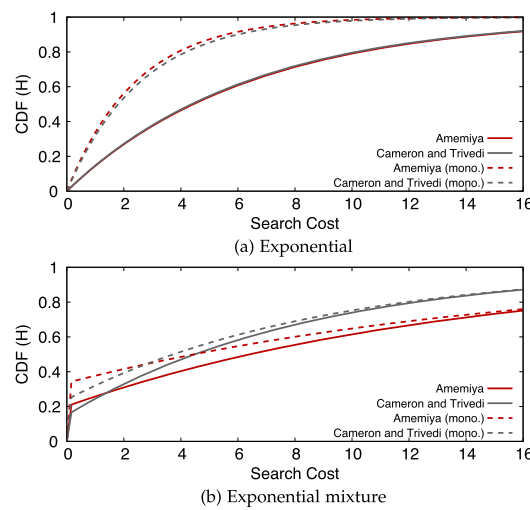 1
0.8
0.6
0.4
0.2
0
CDF (H)
Amemiya
Cameron and Trivedi
Amemiya (mono.)
Cameron and Trivedi (mono.)
0 2 4 6 8 10 12 14 16
Search Cost
(a) Exponential
1
0.8
0.6
0.4
0.2
0
CDF (H)
Amemiya
Cameron and Trivedi
Amemiya (mono.)
Cameron and Trivedi (mono.)
0 2 4 6 8 10 12 14 16
Search Cost
(b) Exponential mixture